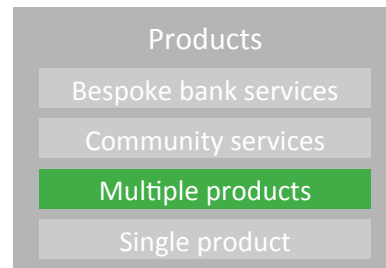 Products
Bespoke bank services
Community services
Multiple products
Single product